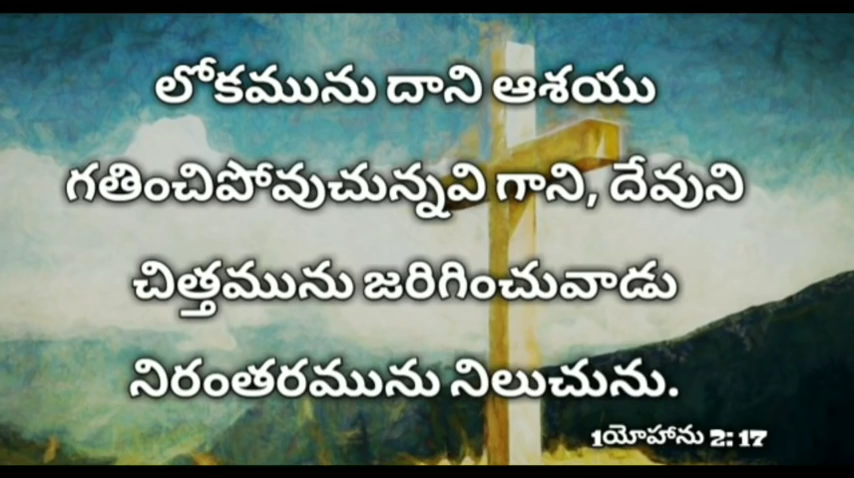 లోకమును దాని ఆశయు
గతించిపోవుచున్నవి గాని, దేవుని
చిత్తమును జరిగించువాడు
నిరంతరమును నిలుచును.
1యోహాను 2: 17